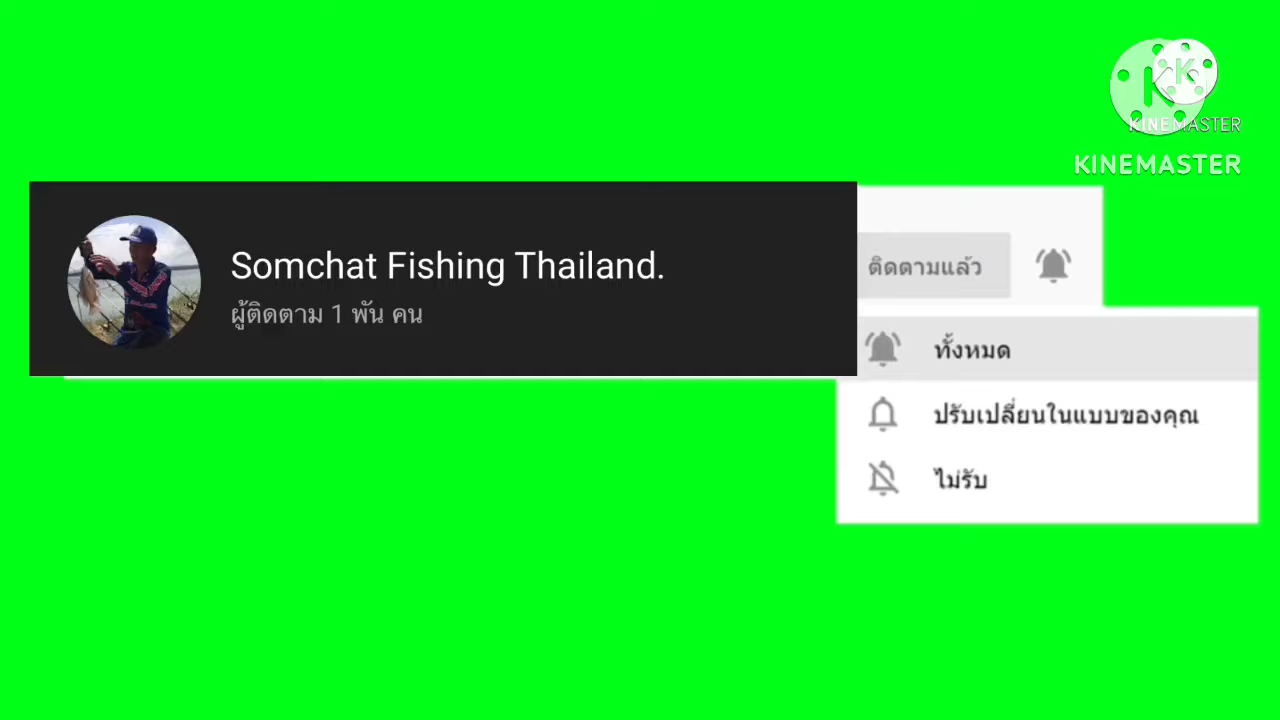 K
K
KINEMASTER
KINEMASTER
Somchat Fishing Thailand.
ผู้ติดตาม 1 พัน คน
ติดตามแล้ว
ทั้งหมด
ปรับเปลี่ยนในแบบของคุณ
ไม่รับ